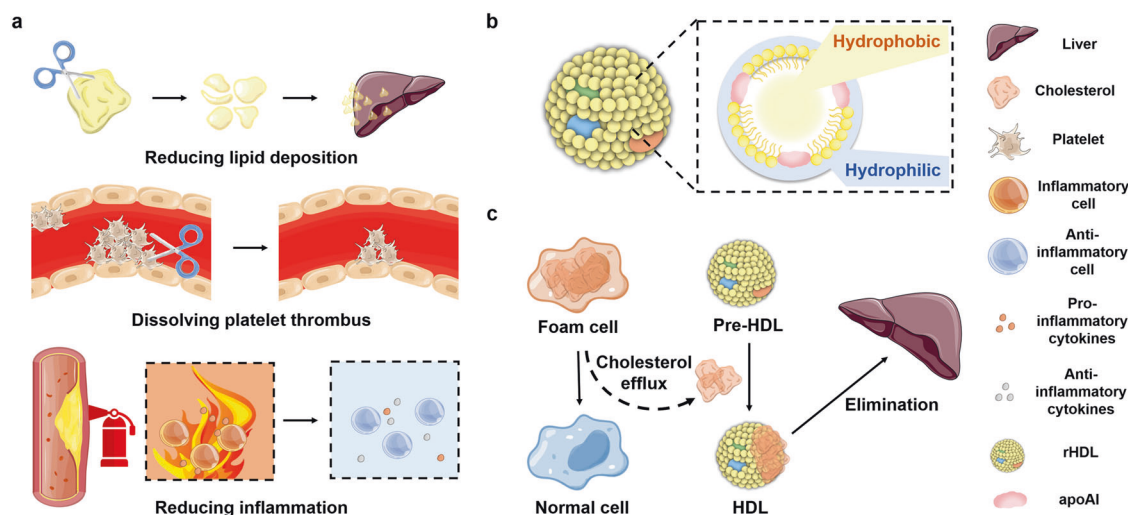 a
Reducing lipid deposition
Dissolving platelet thrombus
Reducing inflammation
b
Hydrophobic
Hydrophilic
c
Foam cell
Pre-HDL
Cholesterol
efflux
Elimination
Normal cell
HDL
Liver
Cholesterol
Platelet
Inflammatory
cell
Anti-
inflammatory
cell
Pro-
inflammatory
cytokines
Anti-
inflammatory
cytokines
rHDL
apoAI